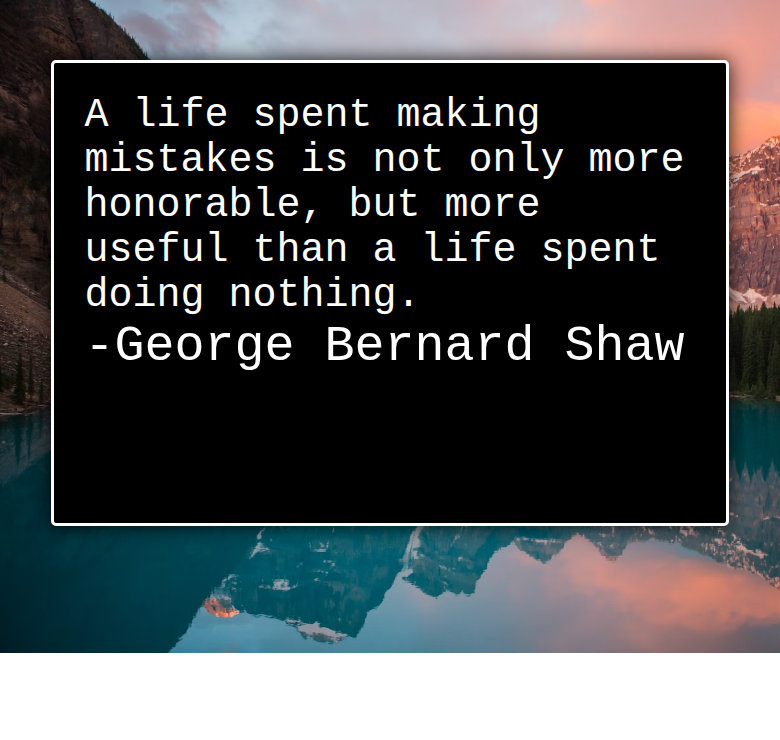 A life spent making
mistakes is not only more
honorable, but more
useful than a life spent
doing nothing.
-George Bernard Shaw